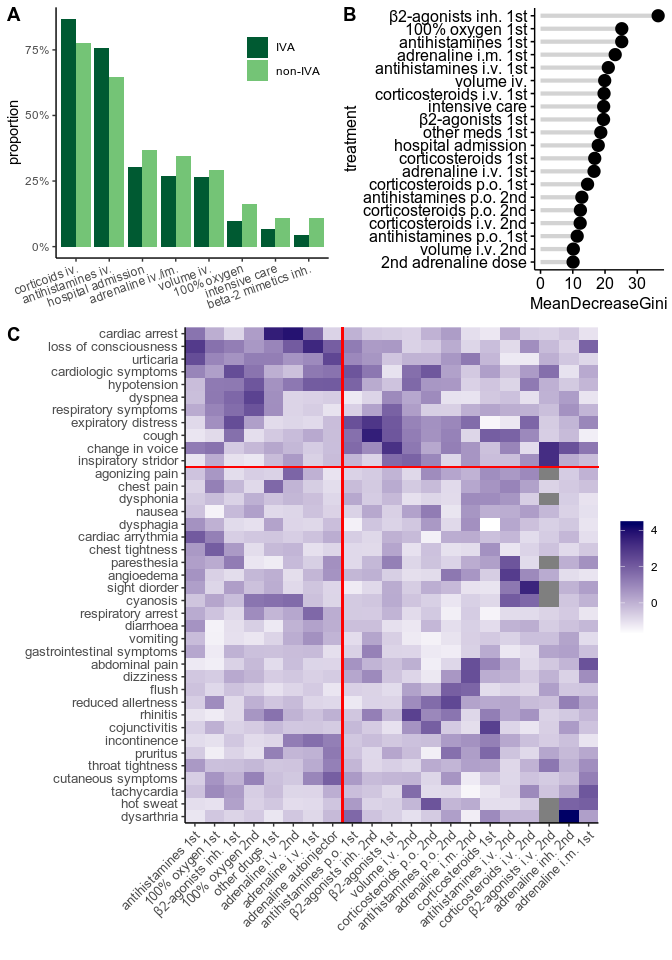 A
proportion
75%
50%
25%
0%
IVA
non-IVA
corticoids iv.
antihistamines iv.
hospital admission
adrenaline iv./im.
volume iv.
100% oxygen
intensive care
beta-2 mimetics inh.
B
treatment
β2-agonists inh. 1st
100% oxygen 1st
antihistamines 1st
adrenaline i.m. 1st
antihistamines i.v. 1st
volume iv.
corticosteroids i.v. 1st
intensive care
β2-agonists 1st
other meds 1st
hospital admission
corticosteroids 1st
adrenaline i.v. 1st
corticosteroids p.o. 1st
antihistamines p.o. 2nd
corticosteroids p.o. 2nd
corticosteroids i.v. 2nd
antihistamines p.o. 1st
volume i.v. 2nd
2nd adrenaline dose
0 10 20 30
MeanDecreaseGini
C
cardiac arrest
loss of consciousness
urticaria
cardiologic symptoms
hypotension
dyspnea
respiratory symptoms
expiratory distress
cough
change in voice
inspiratory stridor
agonizing pain
chest pain
dysphonia
nausea
dysphagia
cardiac arrythmia
chest tightness
paresthesia
angioedema
sight diorder
cyanosis
respiratory arrest
diarrhoea
vomiting
gastrointestinal symptoms
abdominal pain
dizziness
flush
reduced allertness
rhinitis
cojunctivitis
incontinence
pruritus
throat tightness
cutaneous symptoms
tachycardia
hot sweat
dysarthria
4
2
0
antihistamines 1st
100% oxygen 1st
β2-agonists inh. 1st
100% oxygen 2nd
other drugs 1st
adrenaline i.v. 2nd
adrenaline i.v. 1st
adrenaline autoinjector
antihistamines p.o. 1st
β2-agonists inh. 2nd
β2-agonists 1st
volume i.v. 2nd
corticosteroids p.o. 2nd
antihistamines p.o. 2nd
adrenaline i.m. 2nd
corticosteroids 1st
antihistamines i.v. 2nd
corticosteroids i.v. 2nd
β2-agonists i.v. 2nd
adrenaline inh. 2nd
adrenaline i.m. 1st